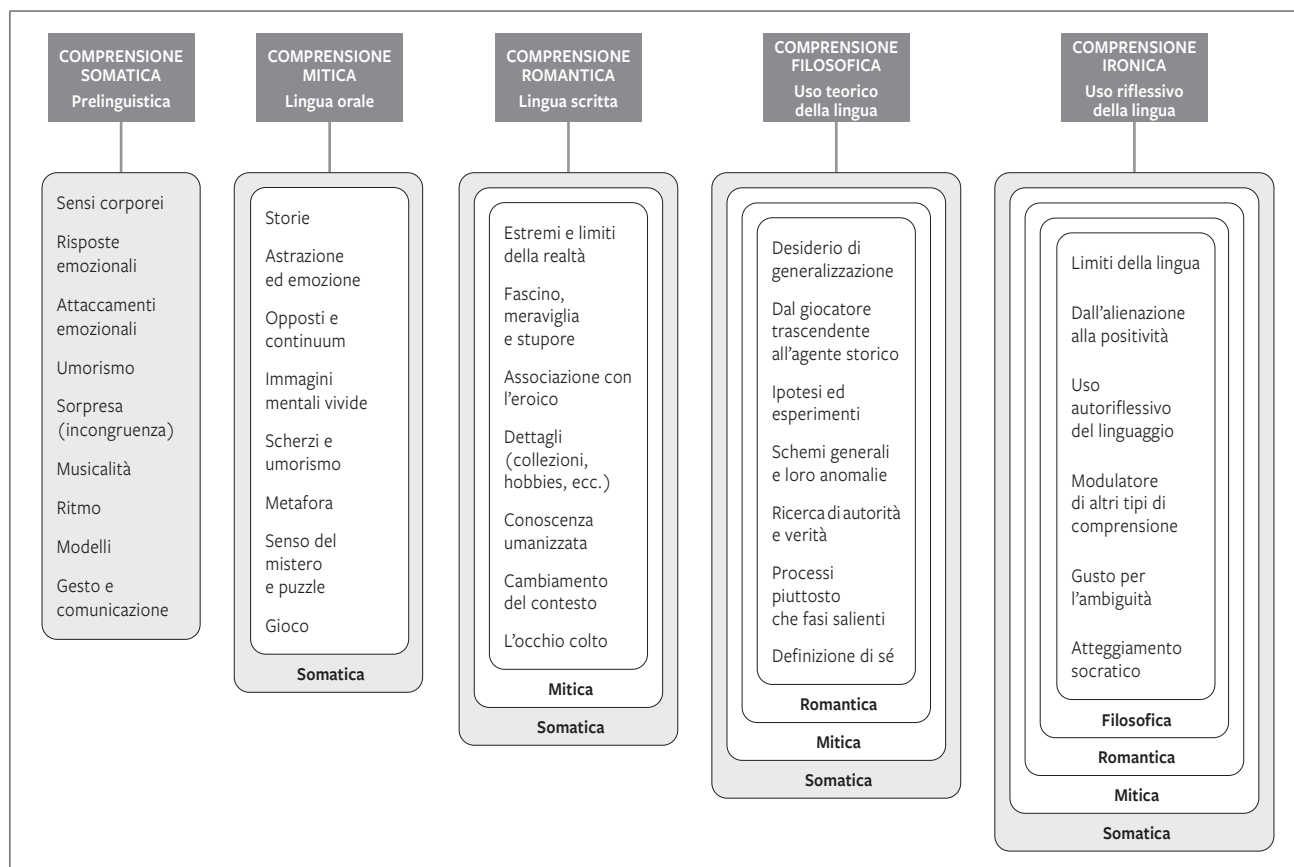 COMPRENSIONE
SOMATICA
Prelinguistica
Sensi corporei
Risposte
emozionali
Attaccamenti
emozionali
Umorismo
Sorpresa
(incongruenza)
Musicalità
Ritmo
Modelli
Gesto e
comunicazione
COMPRENSIONE
MITICA
Lingua orale
Storie
Astrazione
ed emozione
Opposti e
continuum
Immagini
mentali vivide
Scherzi e
umorismo
Metafora
Senso del
mistero
e puzzle
Gioco
Somatica
COMPRENSIONE
ROMANTICA
Lingua scritta
Estremi e limiti
della realtà
Fascino,
meraviglia
e stupore
Associazione con
l'eroico
Dettagli
(collezioni,
hobbies, ecc.)
Conoscenza
umanizzata
Cambiamento
del contesto
L'occhio colto
Mitica
Somatica
COMPRENSIONE
FILOSOFICA
Uso teorico
della lingua
Desiderio di
generalizzazione
Dal giocatore
trascendente
all'agente storico
Ipotesi ed
esperimenti
Schemi generali
e loro anomalie
Ricerca di autorità
e verità
Processi
piuttosto
che fasi salienti
Definizione di sé
Romantica
Mitica
Somatica
COMPRENSIONE
IRONICA
Uso riflessivo
della lingua
Limiti della lingua
Dall'alienazione
alla positività
Uso
autoriflessivo
del linguaggio
Modulatore
di altri tipi di
comprensione
Gusto per
l'ambiguità
Atteggiamento
socratico
Filosofica
Romantica
Mitica
Somatica